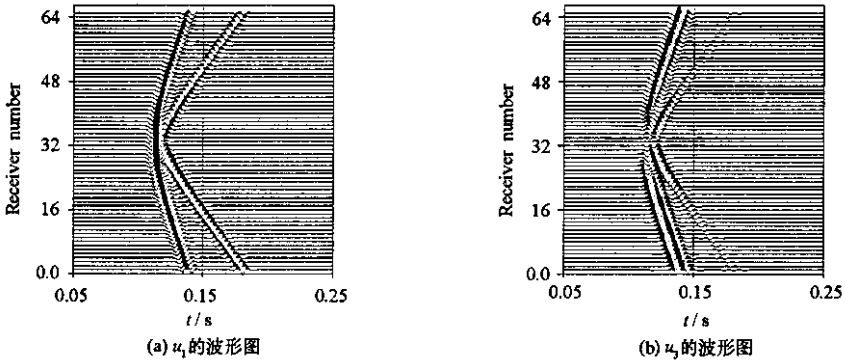 64
48
32
16
0.0
Receiver number
0.05
0.15
0.25
t / s
(a) u₁的波形图
64
48
32
16
0.0
Receiver number
0.05
0.15
0.25
t / s
(b) u₃的波形图